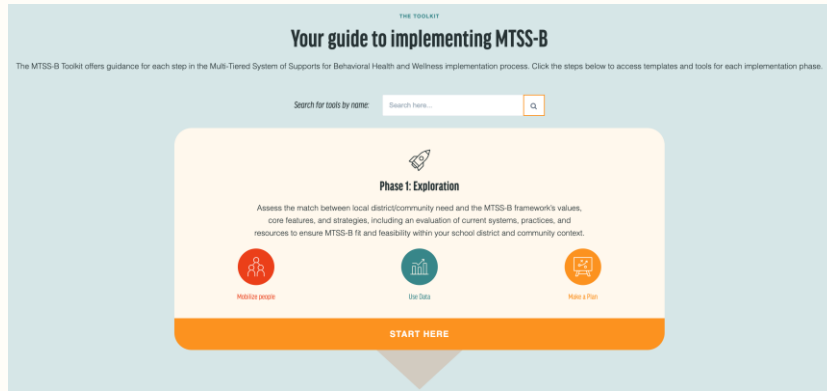 THE TOOLKIT
Your guide to implementing MTSS-B
The MTSS-B Toolkit offers guidance for each step in the Multi-Tiered System of Supports for Behavioral Health and Wellness implementation process. Click the steps below to access templates and tools for each implementation phase.
Search for tools by name:
Search here...
Phase 1: Exploration
Assess the match between local district/community need and the MTSS-B framework's values,
core features, and strategies, including an evaluation of current systems, practices, and
resources to ensure MTSS-B fit and feasibility within your school district and community context.
Mobilize people
Use Data
Make a Plan
START HERE